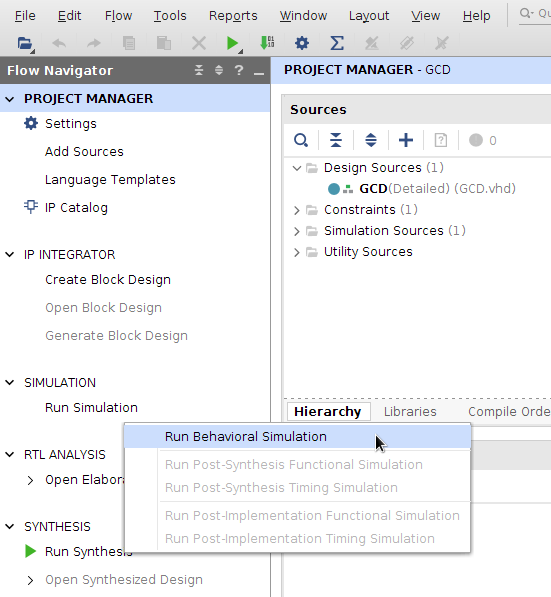 File Edit Flow Tools Reports Window Layout View Help
Flow Navigator
PROJECT MANAGER - GCD
PROJECT MANAGER
Settings
Add Sources
Language Templates
IP Catalog
IP INTEGRATOR
Create Block Design
Open Block Design
Generate Block Design
SIMULATION
Run Simulation
RTL ANALYSIS
Open
SYNTHESIS
Run Synthesis
Open Synthesized Design
Sources
0
Design Sources (1)
GCD(Detailed) (GCD.vhd)
Constraints (1)
Simulation Sources (1)
Utility Sources
Hierarchy Libraries Compile Orde
Run Behavioral Simulation
Run Post-Synthesis Functional Simulation
Run Post-Synthesis Timing Simulation
Run Post-Implementation Functional Simulation
Run Post-Implementation Timing Simulation